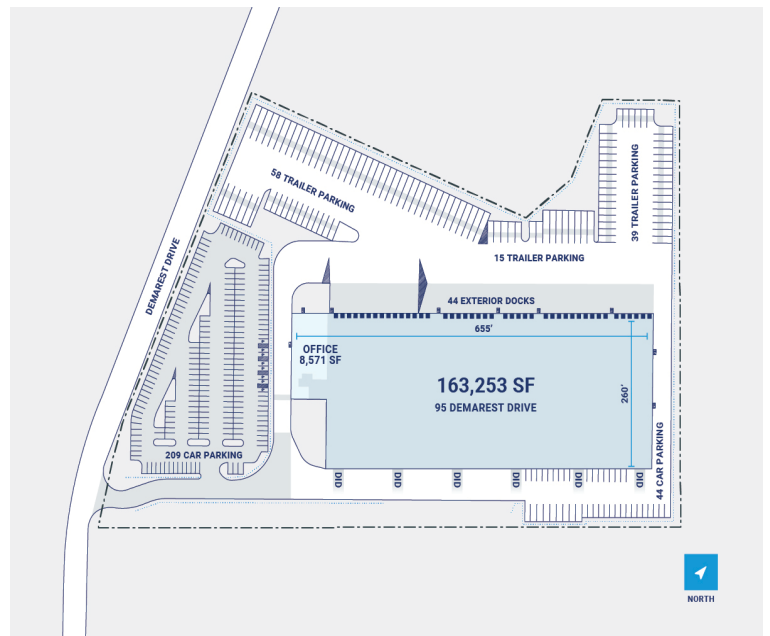 58 TRAILER PARKING
39 TRAILER PARKING
DEMAREST DRIVE
15 TRAILER PARKING
44 EXTERIOR DOCKS
655'
OFFICE
8,571 SF
163,253 SF
260'
95 DEMAREST DRIVE
209 CAR PARKING
44 CAR PARKING
DID
DID
DID
DID
DID
DID
NORTH